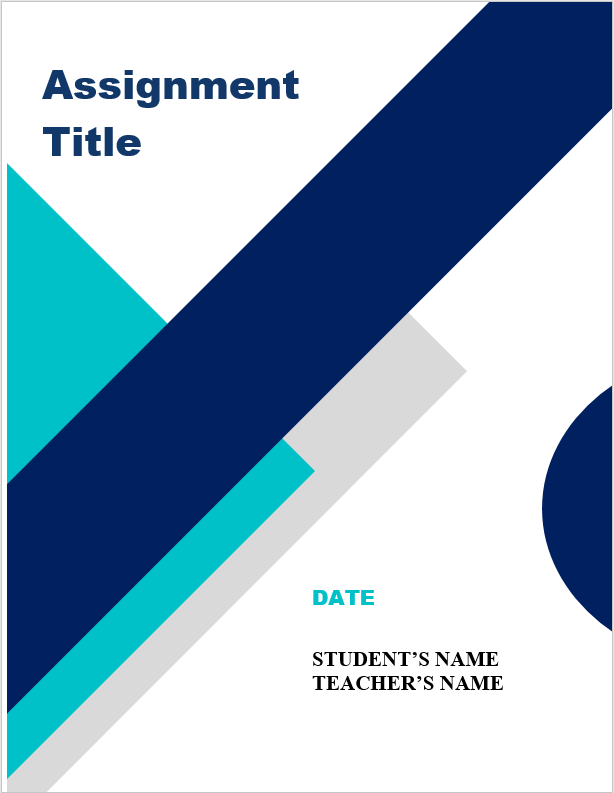 Assignment
Title
DATE
STUDENT’S NAME
TEACHER’S NAME